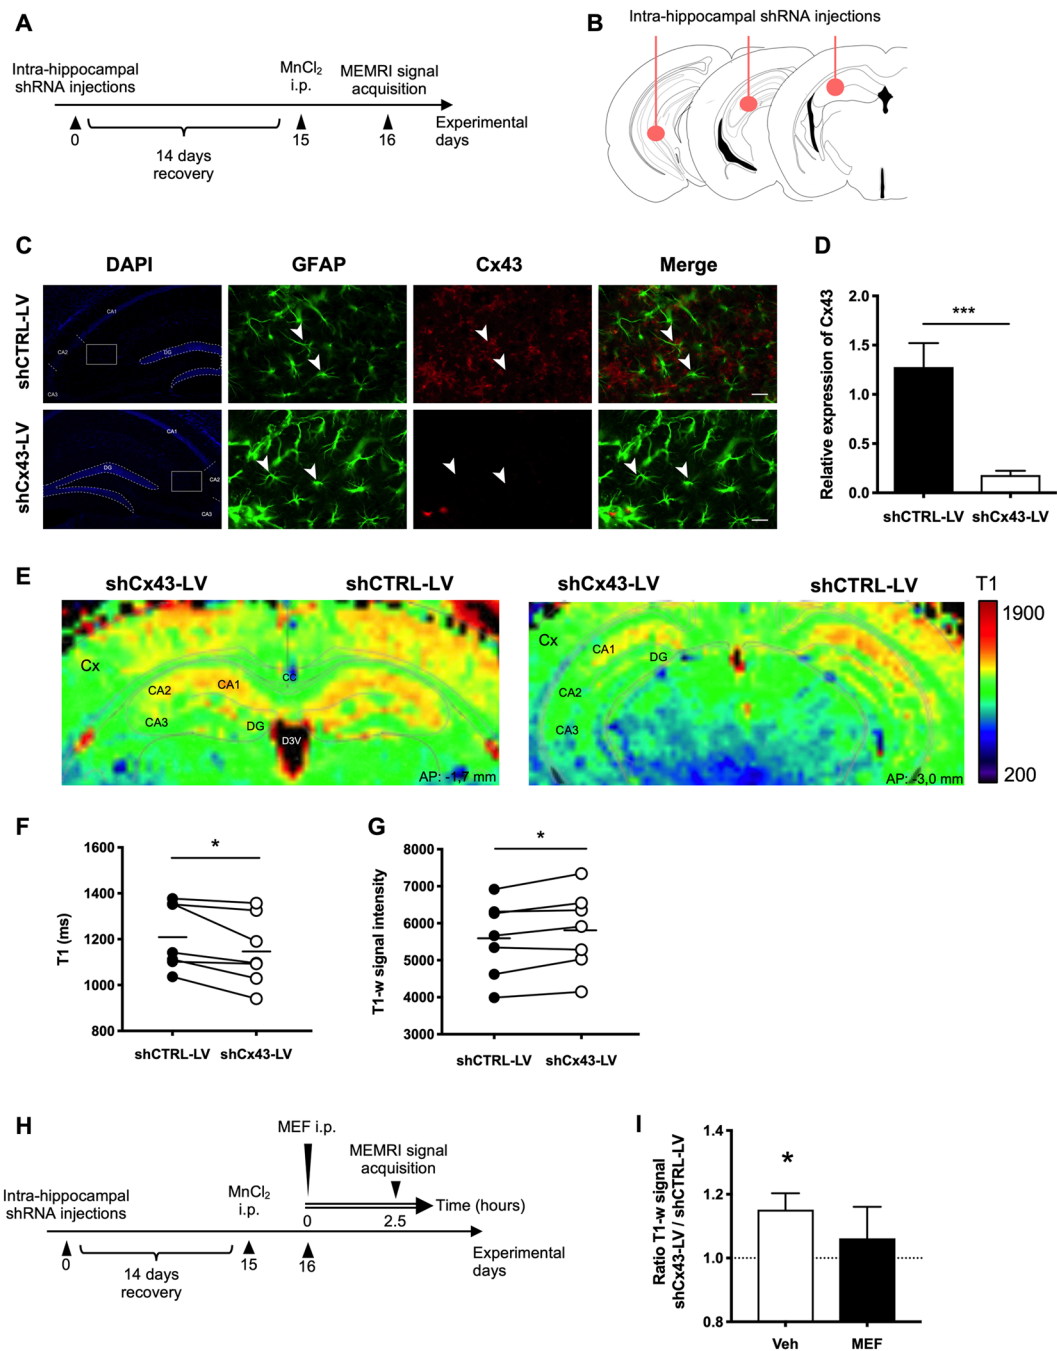 A
Intra-hippocampal
shRNA injections
MnCl2
i.p.
MEMRI signal
acquisition
0
14 days
recovery
15
16
Experimental
days
B
Intra-hippocampal shRNA injections
C
DAPI
GFAP
Cx43
Merge
shCTRL-LV
CA1
CA2
DG
CA3
shCx43-LV
CA1
DG
CA2
CA3
D
Relative expression of Cx43
2.0
1.5
1.0
0.5
0.0
***
shCTRL-LV
shCx43-LV
E
shCx43-LV
shCTRL-LV
Cx
CC
CA2
CA1
CA3
DG
D3V
AP: -1,7 mm
shCx43-LV
shCTRL-LV
Cx
CA1
DG
CA2
CA3
AP: -3,0 mm
T1
1900
200
F
T1 (ms)
1600
1400
1200
1000
800
*
shCTRL-LV
shCx43-LV
G
T1-w signal intensity
8000
7000
6000
5000
4000
3000
*
shCTRL-LV
shCx43-LV
H
MEF i.p.
MEMRI signal
acquisition
Intra-hippocampal
shRNA injections
MnCl2
i.p.
0
2.5
Time (hours)
0
14 days
recovery
15
16
Experimental
days
I
Ratio T1-w signal
shCx43-LV / shCTRL-LV
1.4
1.2
1.0
0.8
*
Veh
MEF